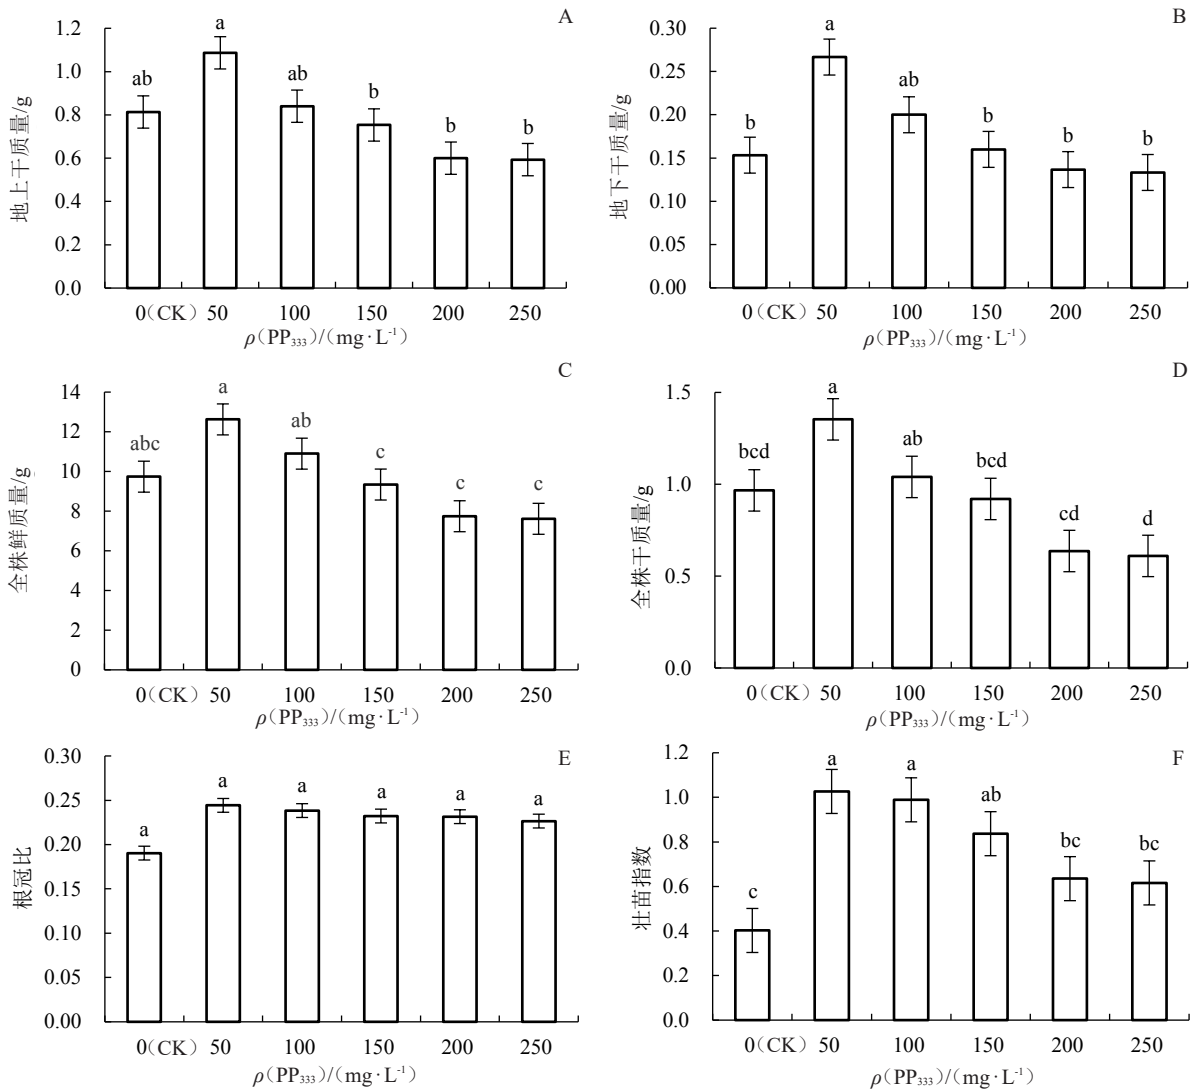 A
地上干质量/g
1.2
1.0
0.8
0.6
0.4
0.2
0.0
ab a ab b b b
0（CK） 50 100 150 200 250
ρ（PP₃₃₃）/（mg·L⁻¹）
B
地下干质量/g
0.30
0.25
0.20
0.15
0.10
0.05
0.00
b a ab b b b
0（CK） 50 100 150 200 250
ρ（PP₃₃₃）/（mg·L⁻¹）
C
全株鲜质量/g
14
12
10
8
6
4
2
0
abc a ab c c c
0（CK） 50 100 150 200 250
ρ（PP₃₃₃）/（mg·L⁻¹）
D
全株干质量/g
1.5
1.0
0.5
0.0
bcd a ab bcd cd d
0（CK） 50 100 150 200 250
ρ（PP₃₃₃）/（mg·L⁻¹）
E
根冠比
0.30
0.25
0.20
0.15
0.10
0.05
0.00
a a a a a a
0（CK） 50 100 150 200 250
ρ（PP₃₃₃）/（mg·L⁻¹）
F
壮苗指数
1.2
1.0
0.8
0.6
0.4
0.2
0.0
c a a ab bc bc
0（CK） 50 100 150 200 250
ρ（PP₃₃₃）/（mg·L⁻¹）